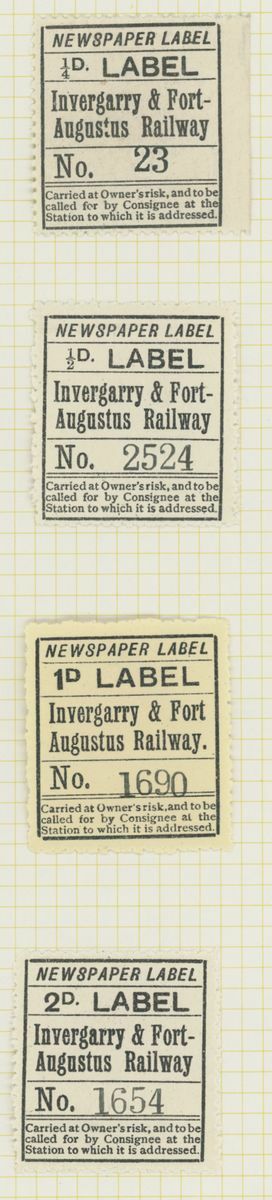 NEWSPAPER LABEL
¼D. LABEL
Invergarry & Fort-
Augustus Railway
No. 23
Carried at Owner's risk, and to be
called for by Consignee at the
Station to which it is addressed.
NEWSPAPER LABEL
½D. LABEL
Invergarry & Fort-
Augustus Railway
No. 2524
Carried at Owner's risk, and to be
called for by Consignee at the
Station to which it is addressed.
NEWSPAPER LABEL
1D LABEL
Invergarry & Fort
Augustus Railway.
No. 1690
Carried at Owner's risk, and to be
called for by Consignee at the
Station to which it is addressed.
NEWSPAPER LABEL
2D. LABEL
Invergarry & Fort-
Augustus Railway
No. 1654
Carried at Owner's risk, and to be
called for by Consignee at the
Station to which it is addressed.